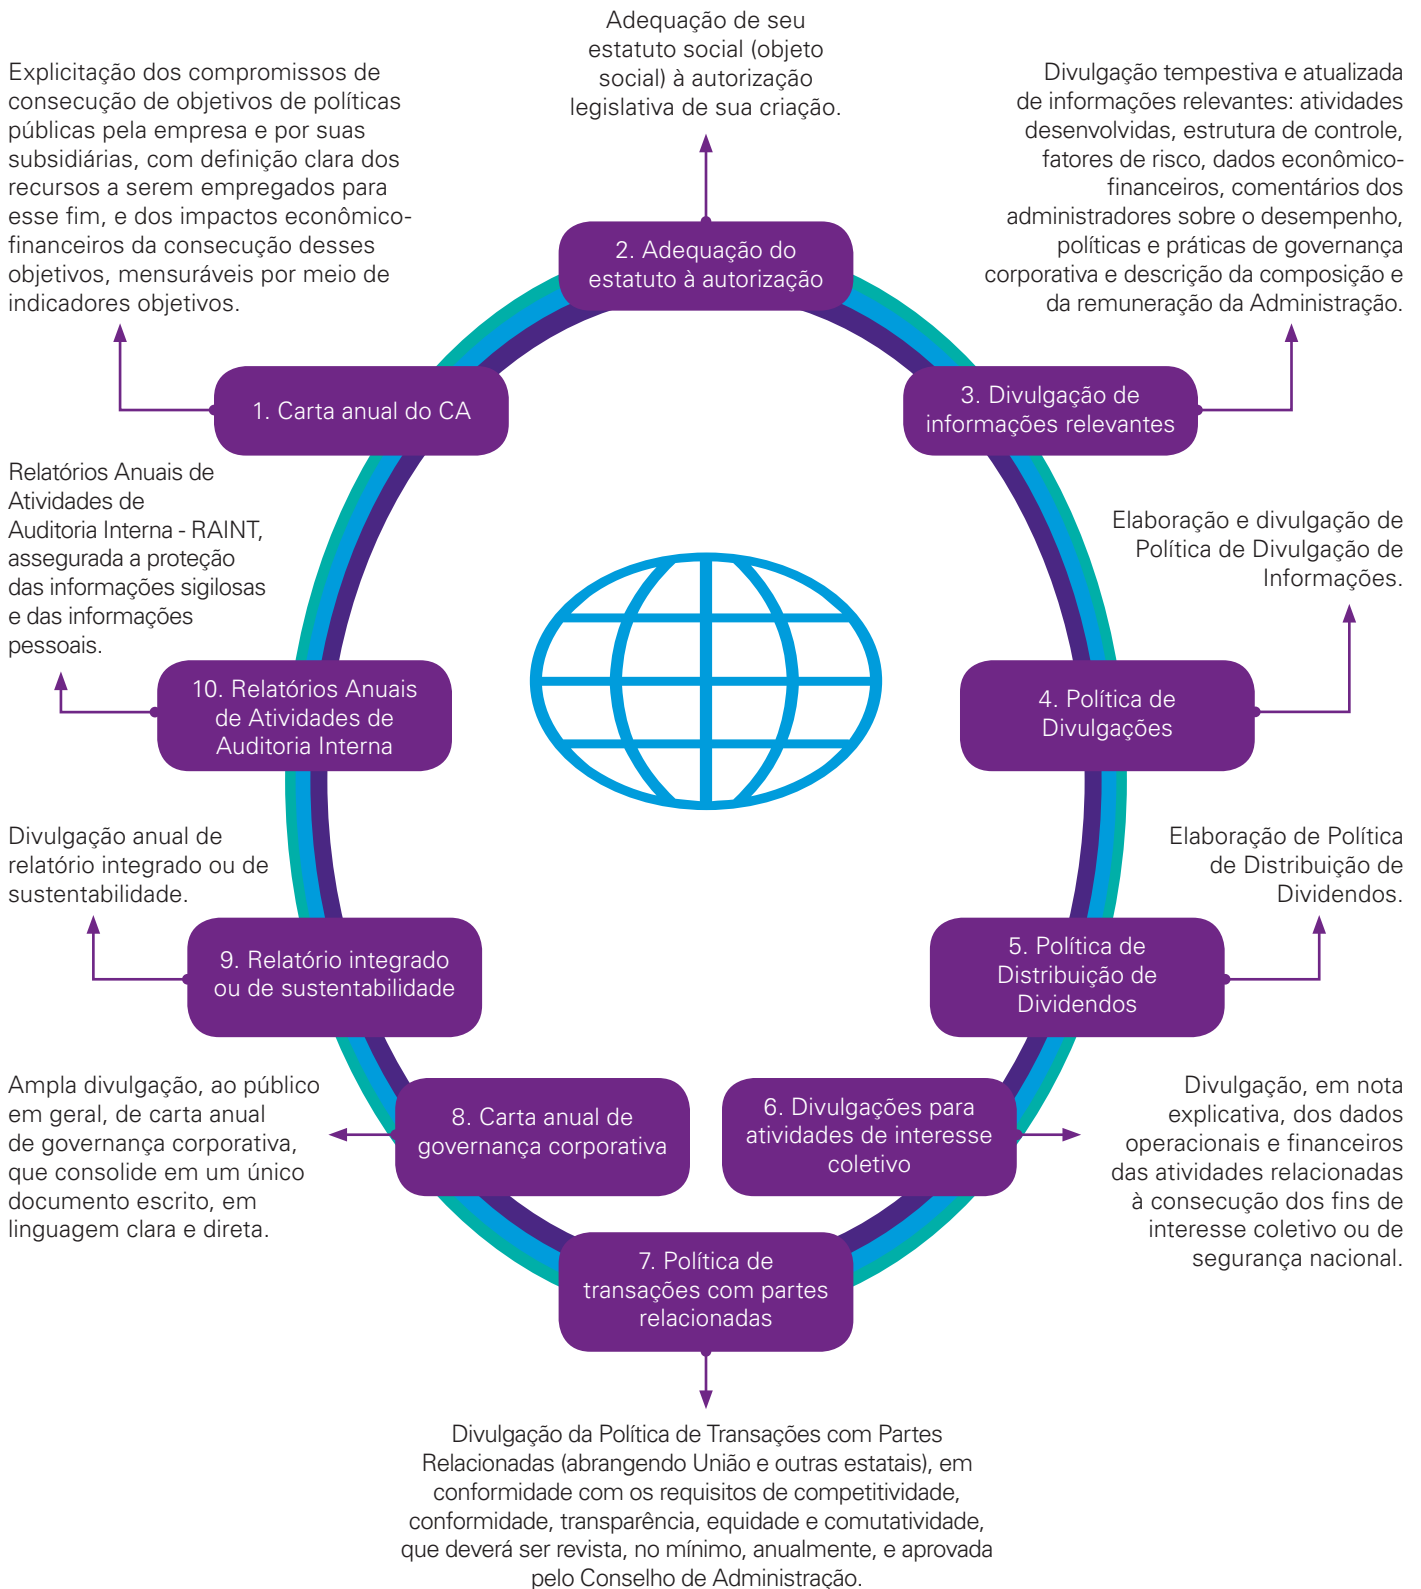 Adequação de seu
estatuto social (objeto
social) à autorização
legislativa de sua criação.
2. Adequação do
estatuto à autorização
Explicitação dos compromissos de
consecução de objetivos de políticas
públicas pela empresa e por suas
subsidiárias, com definição clara dos
recursos a serem empregados para
esse fim, e dos impactos econômico-
financeiros da consecução desses
objetivos, mensuráveis por meio de
indicadores objetivos.
1. Carta anual do CA
Divulgação tempestiva e atualizada
de informações relevantes: atividades
desenvolvidas, estrutura de controle,
fatores de risco, dados econômico-
financeiros, comentários dos
administradores sobre o desempenho,
políticas e práticas de governança
corporativa e descrição da composição e
da remuneração da Administração.
3. Divulgação de
informações relevantes
Relatórios Anuais de
Atividades de
Auditoria Interna - RAINT,
assegurada a proteção
das informações sigilosas
e das informações
pessoais.
10. Relatórios Anuais
de Atividades de
Auditoria Interna
Elaboração e divulgação de
Política de Divulgação de
Informações.
4. Política de
Divulgações
Divulgação anual de
relatório integrado ou de
sustentabilidade.
9. Relatório integrado
ou de sustentabilidade
Elaboração de Política
de Distribuição de
Dividendos.
5. Política de
Distribuição de
Dividendos
Ampla divulgação, ao público
em geral, de carta anual
de governança corporativa,
que consolide em um único
documento escrito, em
linguagem clara e direta.
8. Carta anual de
governança corporativa
6. Divulgações para
atividades de interesse
coletivo
Divulgação, em nota
explicativa, dos dados
operacionais e financeiros
das atividades relacionadas
à consecução dos fins de
interesse coletivo ou de
segurança nacional.
7. Política de
transações com partes
relacionadas
Divulgação da Política de Transações com Partes
Relacionadas (abrangendo União e outras estatais), em
conformidade com os requisitos de competitividade,
conformidade, transparência, equidade e comutatividade,
que deverá ser revista, no mínimo, anualmente, e aprovada
pelo Conselho de Administração.